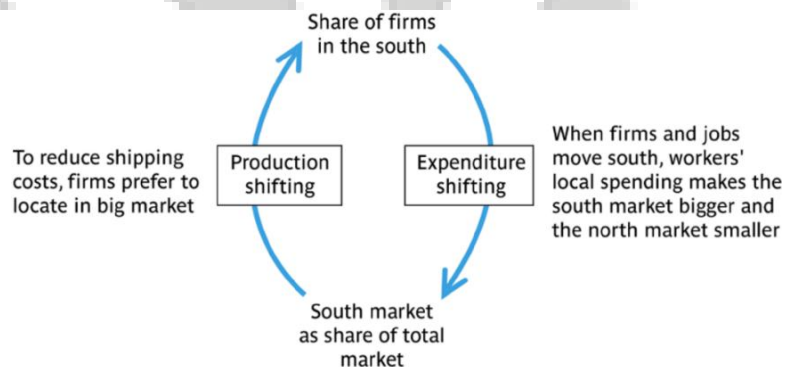 Share of firms
in the south
To reduce shipping
costs, firms prefer to
locate in big market
Production
shifting
Expenditure
shifting
When firms and jobs
move south, workers'
local spending makes the
south market bigger and
the north market smaller
South market
as share of total
market